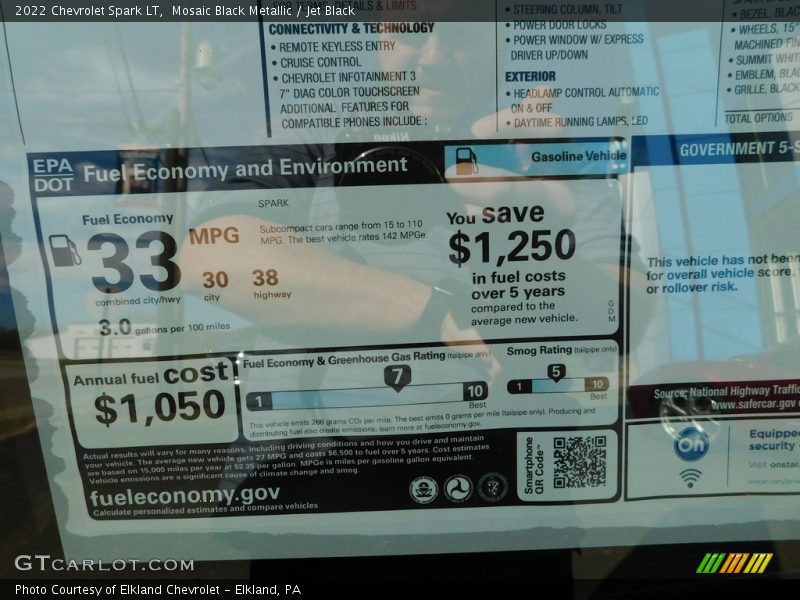 2022 Chevrolet Spark LT, Mosaic Black Metallic / Jet Black
CONNECTIVITY & TECHNOLOGY
• REMOTE KEYLESS ENTRY
• CRUISE CONTROL
• CHEVROLET INFOTAINMENT 3
7" DIAG COLOR TOUCHSCREEN
ADDITIONAL FEATURES FOR
COMPATIBLE PHONES INCLUDE :
• STEERING COLUMN, TILT
• POWER DOOR LOCKS
• POWER WINDOW W/ EXPRESS
DRIVER UP/DOWN
EXTERIOR
• HEADLAMP CONTROL AUTOMATIC
ON & OFF
• DAYTIME RUNNING LAMPS, LED
• BEZEL, BLAC
• WHEELS, 15"
MACHINED FIN
• SUMMIT WHIT
• EMBLEM, BLA
• GRILLE, BLACK
TOTAL OPTIONS
EPA
DOT
Fuel Economy and Environment
Gasoline Vehicle
Fuel Economy
33 MPG
combined city/hwy
30
city
38
highway
3.0 gallons per 100 miles
SPARK
Subcompact cars range from 15 to 110
MPG. The best vehicle rates 142 MPGe.
You save
$1,250
in fuel costs
over 5 years
compared to the
average new vehicle.
GDM
Annual fuel cost
$1,050
Fuel Economy & Greenhouse Gas Rating (tailpipe only)
1
7
10
Best
Smog Rating (tailpipe only)
1
5
10
Best
This vehicle emits 266 grams CO₂ per mile. The best emits 0 grams per mile (tailpipe only). Producing and
distributing fuel also create emissions; learn more at fueleconomy.gov.
Actual results will vary for many reasons, including driving conditions and how you drive and maintain
your vehicle. The average new vehicle gets 27 MPG and costs $6,500 to fuel over 5 years. Cost estimates
are based on 15,000 miles per year at $2.35 per gallon. MPGe is miles per gasoline gallon equivalent.
Vehicle emissions are a significant cause of climate change and smog.
fueleconomy.gov
Calculate personalized estimates and compare vehicles
Smartphone
QR Code™
GOVERNMENT 5-S
This vehicle has not been
for overall vehicle score,
or rollover risk.
Source: National Highway Traffic
www.safercar.gov
On
Equipped
security
Visit onstar.
GTCARLOT.COM
Photo Courtesy of Elkland Chevrolet - Elkland, PA